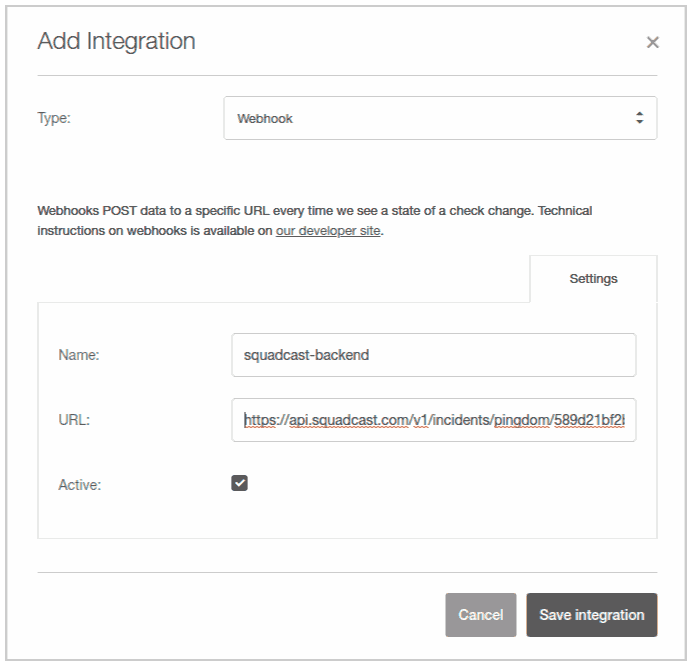 Add Integration
Type:
Webhook
Webhooks POST data to a specific URL every time we see a state of a check change. Technical
instructions on webhooks is available on our developer site.
Settings
Name:
squadcast-backend
URL:
https://api.squadcast.com/v1/incidents/pingdom/589d21bf2
Active:
Cancel
Save integration